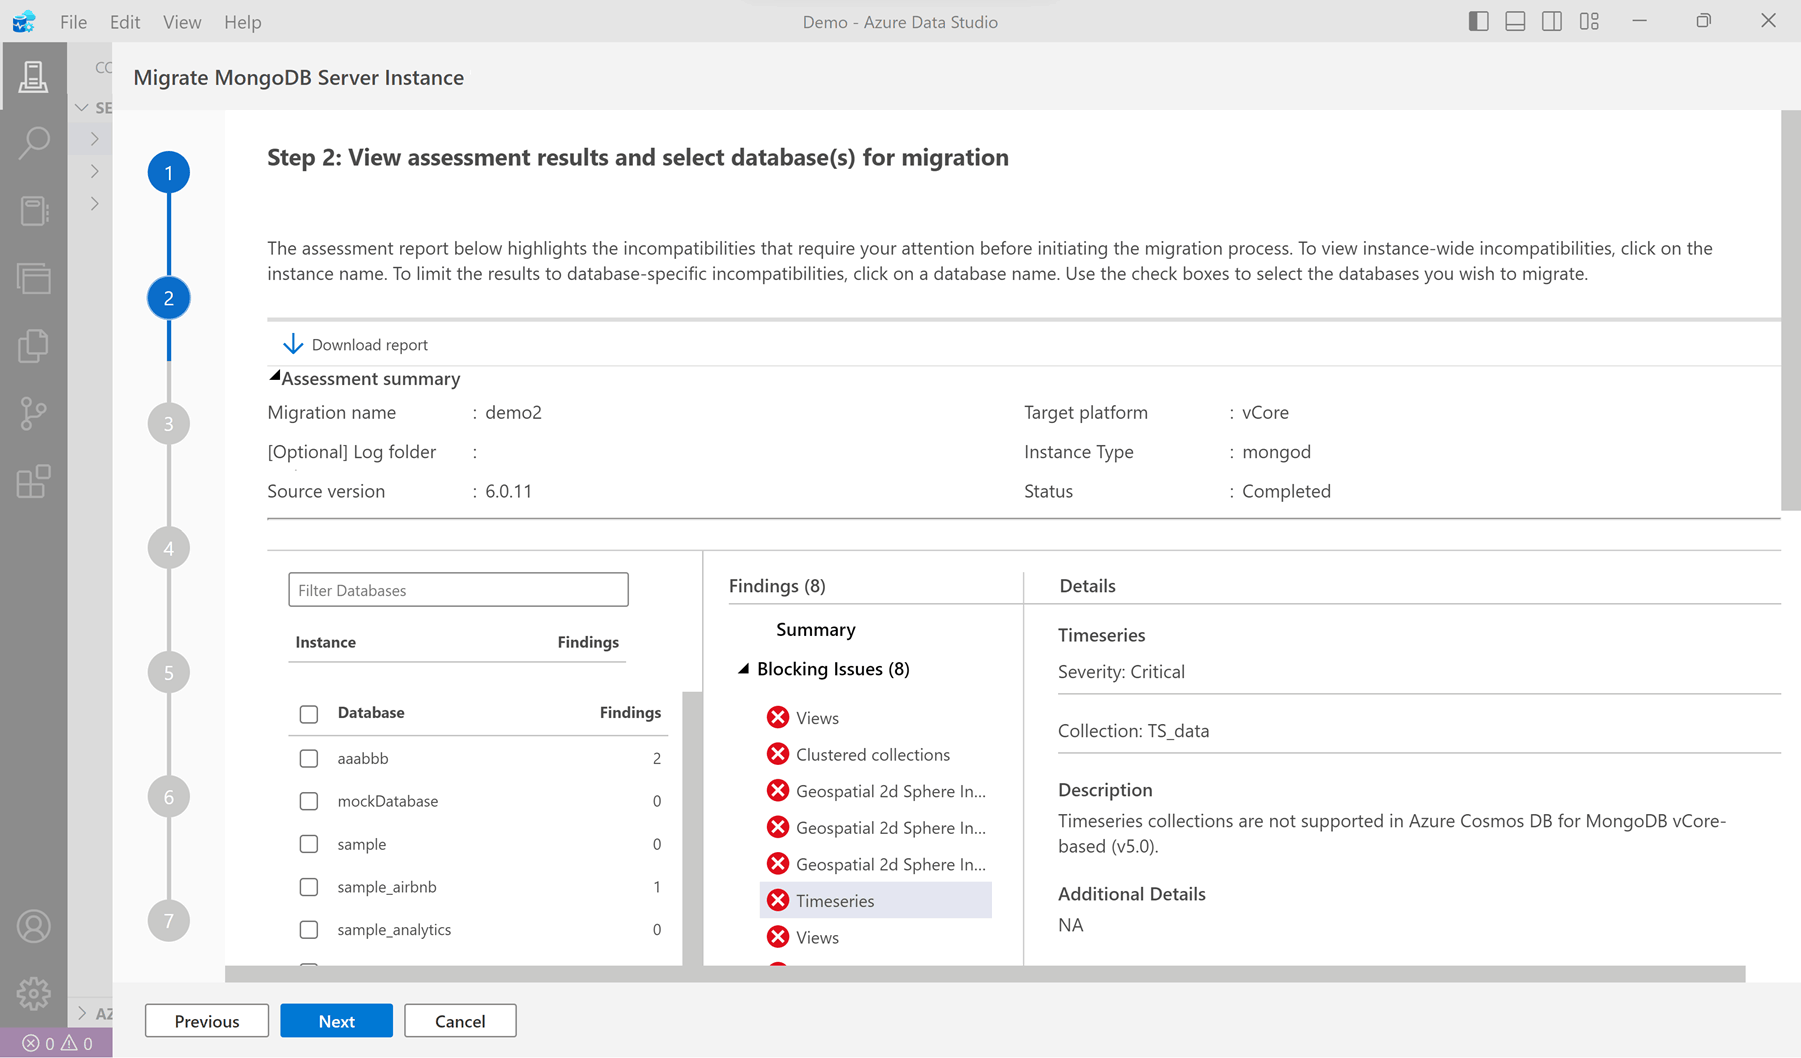 File Edit View Help
Demo - Azure Data Studio
CO
SE
Migrate MongoDB Server Instance
1
2
3
4
5
6
7
Step 2: View assessment results and select database(s) for migration
The assessment report below highlights the incompatibilities that require your attention before initiating the migration process. To view instance-wide incompatibilities, click on the
instance name. To limit the results to database-specific incompatibilities, click on a database name. Use the check boxes to select the databases you wish to migrate.
Download report
Assessment summary
Migration name : demo2
Target platform : vCore
[Optional] Log folder :
Instance Type : mongod
Source version : 6.0.11
Status : Completed
Filter Databases
Instance Findings
Database Findings
aaabbb 2
mockDatabase 0
sample 0
sample_airbnb 1
sample_analytics 0
Findings (8)
Summary
Blocking Issues (8)
Views
Clustered collections
Geospatial 2d Sphere In...
Geospatial 2d Sphere In...
Geospatial 2d Sphere In...
Timeseries
Views
Details
Timeseries
Severity: Critical
Collection: TS_data
Description
Timeseries collections are not supported in Azure Cosmos DB for MongoDB vCore-
based (v5.0).
Additional Details
NA
AZ
Previous Next Cancel
0 0